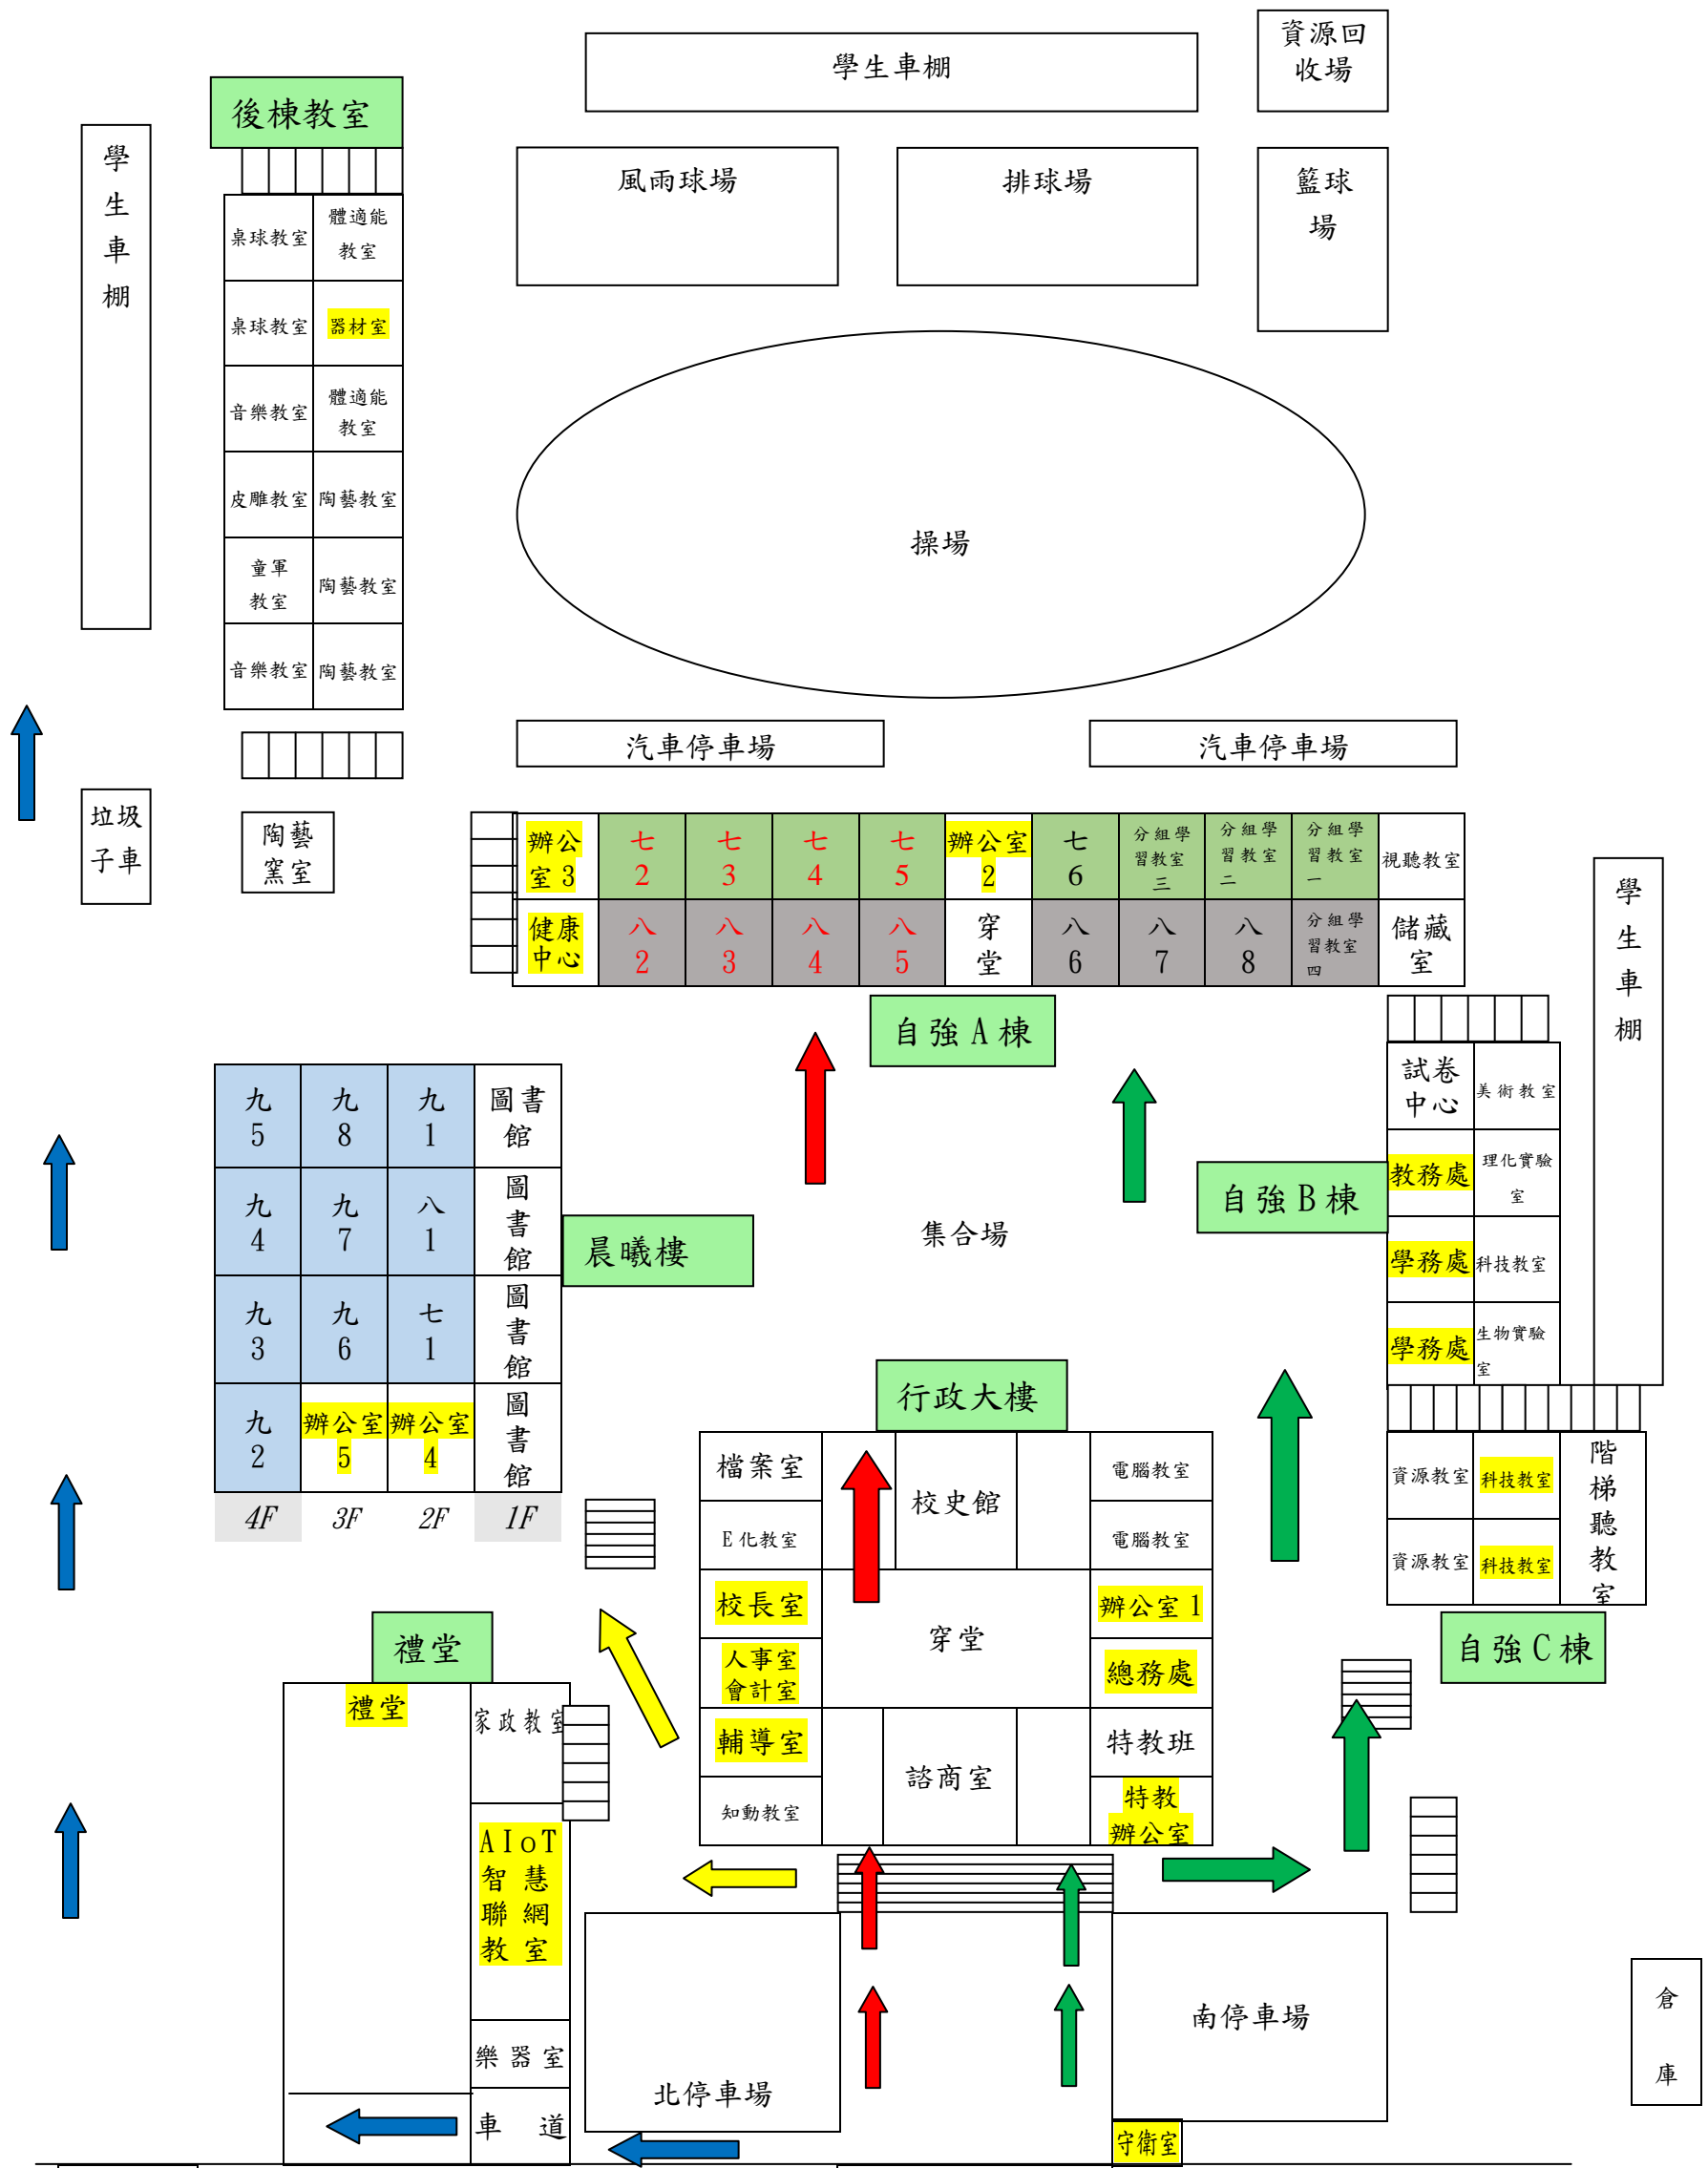 資源回
收場
學生車棚
後棟教室
學
生
車
棚
風雨球場
排球場
籃球
場
桌球教室
體適能
教室
桌球教室
器材室
音樂教室
體適能
教室
皮雕教室
陶藝教室
童軍
教室
陶藝教室
音樂教室
陶藝教室
操場
汽車停車場
汽車停車場
垃圾
子車
陶藝
窯室
辦公
室3
七
2
七
3
七
4
七
5
辦公室
2
七
6
分組學
習教室
三
分組學
習教室
二
分組學
習教室
一
視聽教室
健康
中心
八
2
八
3
八
4
八
5
穿
堂
八
6
八
7
八
8
分組學
習教室
四
儲藏
室
學
生
車
棚
自強A棟
九
5
九
8
九
1
圖書
館
九
4
九
7
八
1
圖
書
館
九
3
九
6
七
1
圖
書
館
九
2
辦公室
5
辦公室
4
圖
書
館
4F
3F
2F
1F
晨曦樓
集合場
自強B棟
試卷
中心
美術教室
教務處
理化實驗
室
學務處
科技教室
學務處
生物實驗
室
行政大樓
檔案室
校史館
電腦教室
E化教室
電腦教室
校長室
穿堂
辦公室1
人事室
會計室
總務處
輔導室
諮商室
特教班
知動教室
特教
辦公室
資源教室
科技教室
階
梯
聽
教
室
資源教室
科技教室
自強C棟
禮堂
禮堂
家政教室
AIoT
智慧
聯網
教室
樂器室
車道
北停車場
南停車場
守衛室
倉
庫